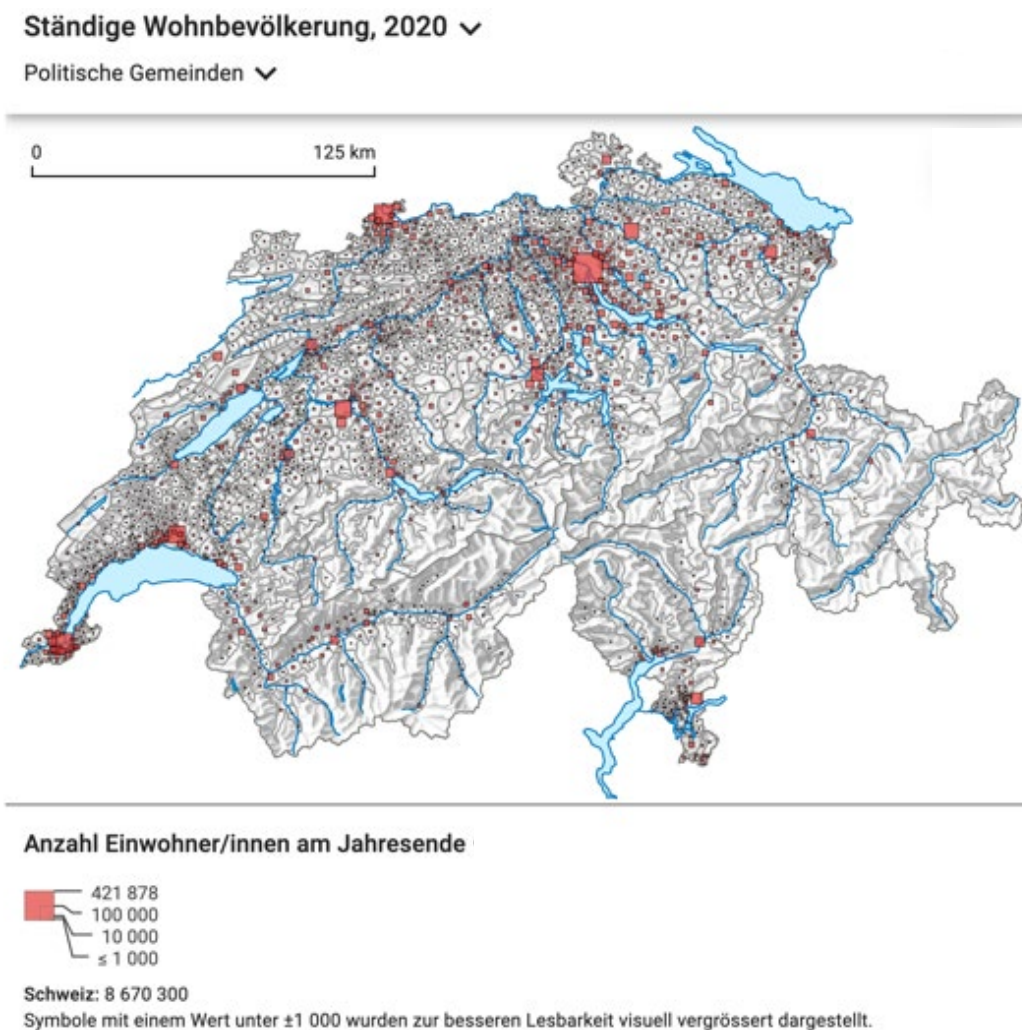 Ständige Wohnbevölkerung, 2020
Politische Gemeinden
0 125 km
Anzahl Einwohner/innen am Jahresende
421 878
100 000
10 000
≤ 1 000
Schweiz: 8 670 300
Symbole mit einem Wert unter ±1 000 wurden zur besseren Lesbarkeit visuell vergrössert dargestellt.